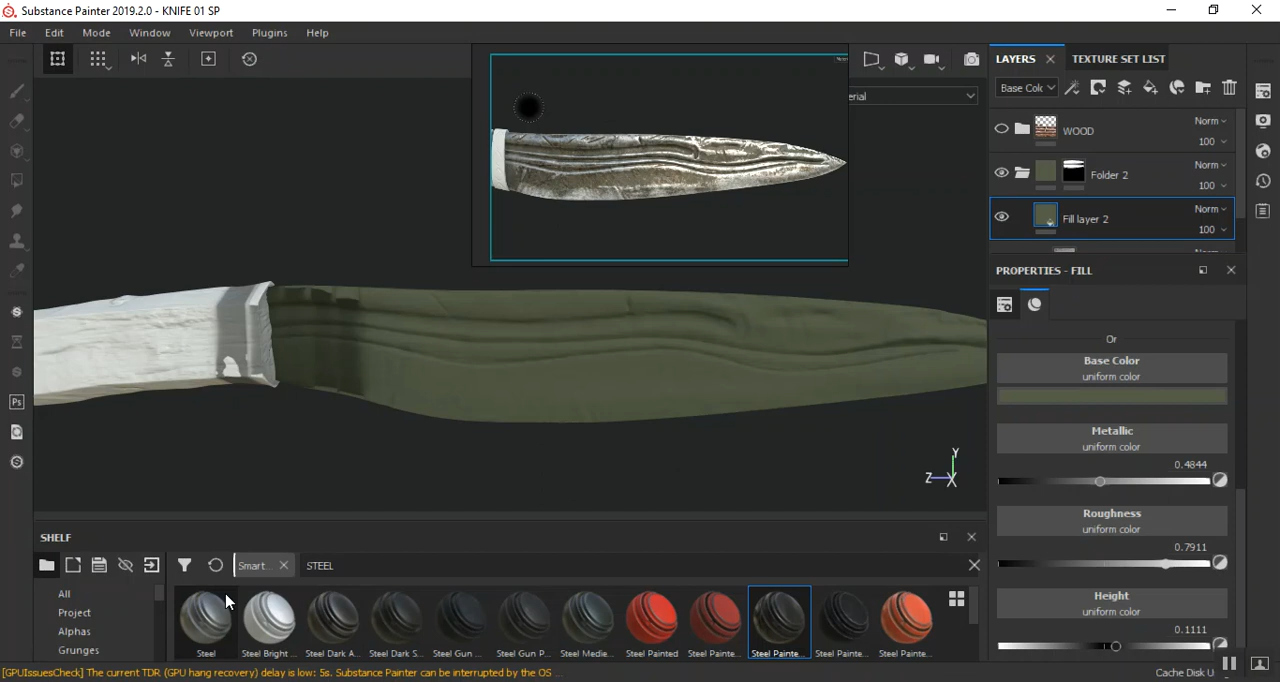 Substance Painter 2019.2.0 - KNIFE 01 SP
File Edit Mode Window Viewport Plugins Help
LAYERS
TEXTURE SET LIST
erial
Base Colo
WOOD
Norm
100
Folder 2
Norm
100
Fill layer 2
Norm
100
PROPERTIES - FILL
Or
Base Color
uniform color
Metallic
uniform color
0.4844
Roughness
uniform color
0.7911
Height
uniform color
0.1111
Y
Z X
SHELF
Smart... STEEL
All
Project
Alphas
Grunges
Steel
Steel Bright ...
Steel Dark A...
Steel Dark S...
Steel Gun ...
Steel Gun P...
Steel Medie...
Steel Painted
Steel Painte...
Steel Painte...
Steel Painte...
Steel Painte...
Ps
[GPUIssuesCheck] The current TDR (GPU hang recovery) delay is low: 5s. Substance Painter can be interrupted by the OS ...
Cache Disk U